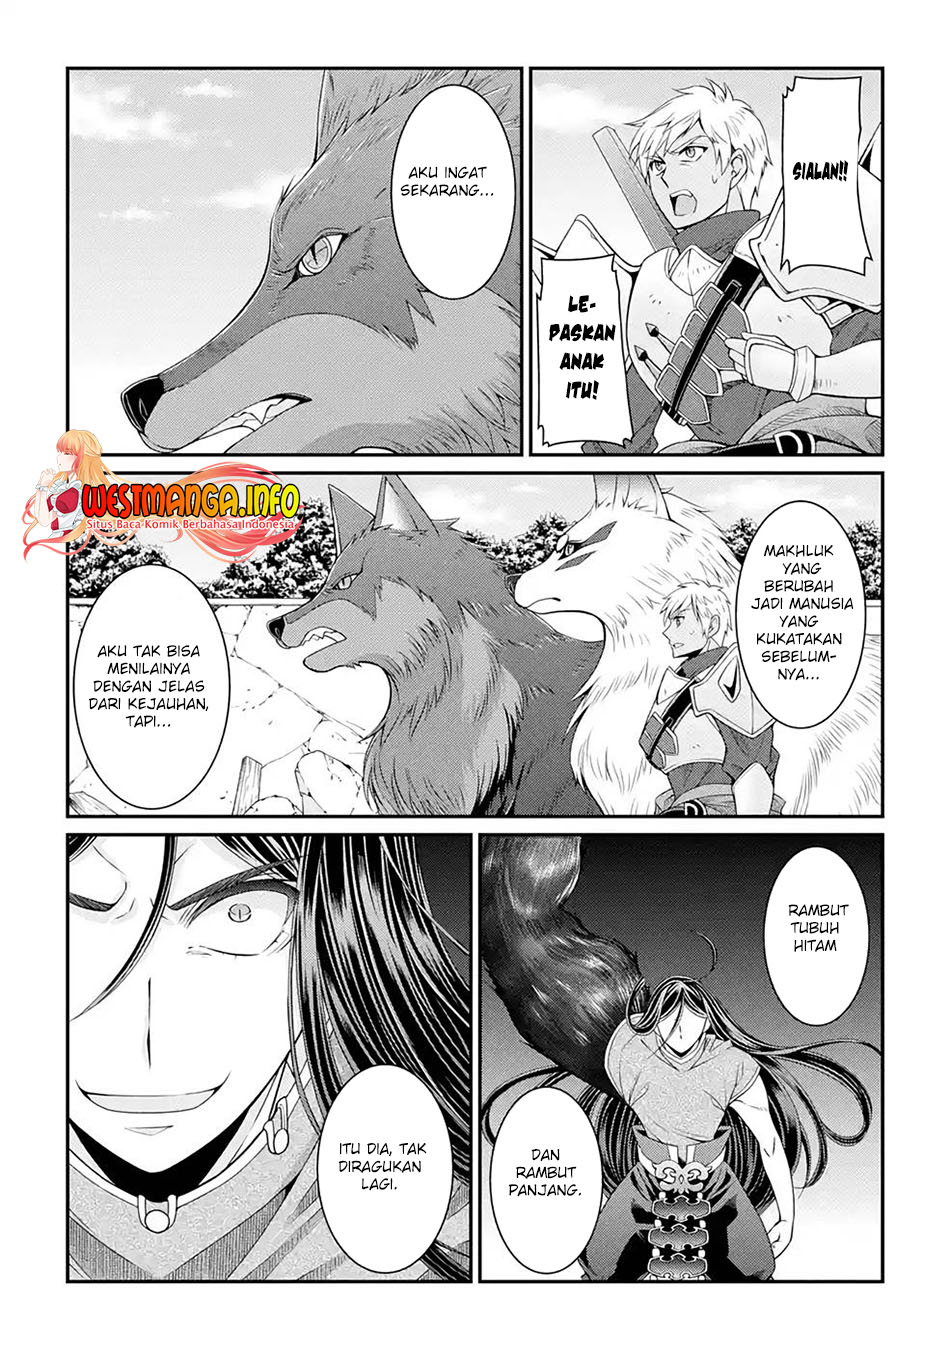 SIALAN!!
LE-
PASKAN
ANAK
ITU!
AKU INGAT
SEKARANG...
WESTMANGA.INFO
SITUS BACA KOMIK BERBAHASA INDONESIA
MAKHLUK
YANG
BERUBAH
JADI MANUSIA
YANG
KUKATAKAN
SEBELUM-
NYA...
AKU TAK BISA
MENILAINYA
DENGAN JELAS
DARI KEJAUHAN,
TAPI...
RAMBUT
TUBUH
HITAM
DAN
RAMBUT
PANJANG.
ITU DIA, TAK
DIRAGUKAN
LAGI.